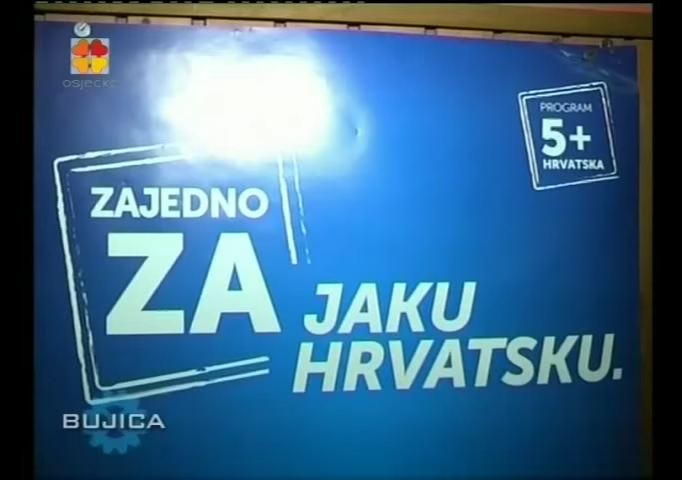 osječka
PROGRAM
5+
HRVATSKA
ZAJEDNO
ZA
JAKU
HRVATSKU.
BUJICA